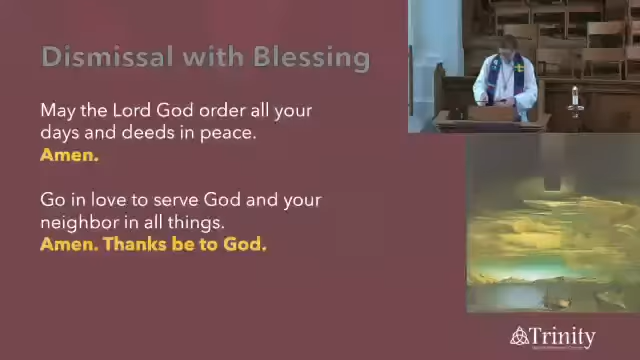 Dismissal with Blessing
May the Lord God order all your
days and deeds in peace.
Amen.
Go in love to serve God and your
neighbor in all things.
Amen. Thanks be to God.
Trinity